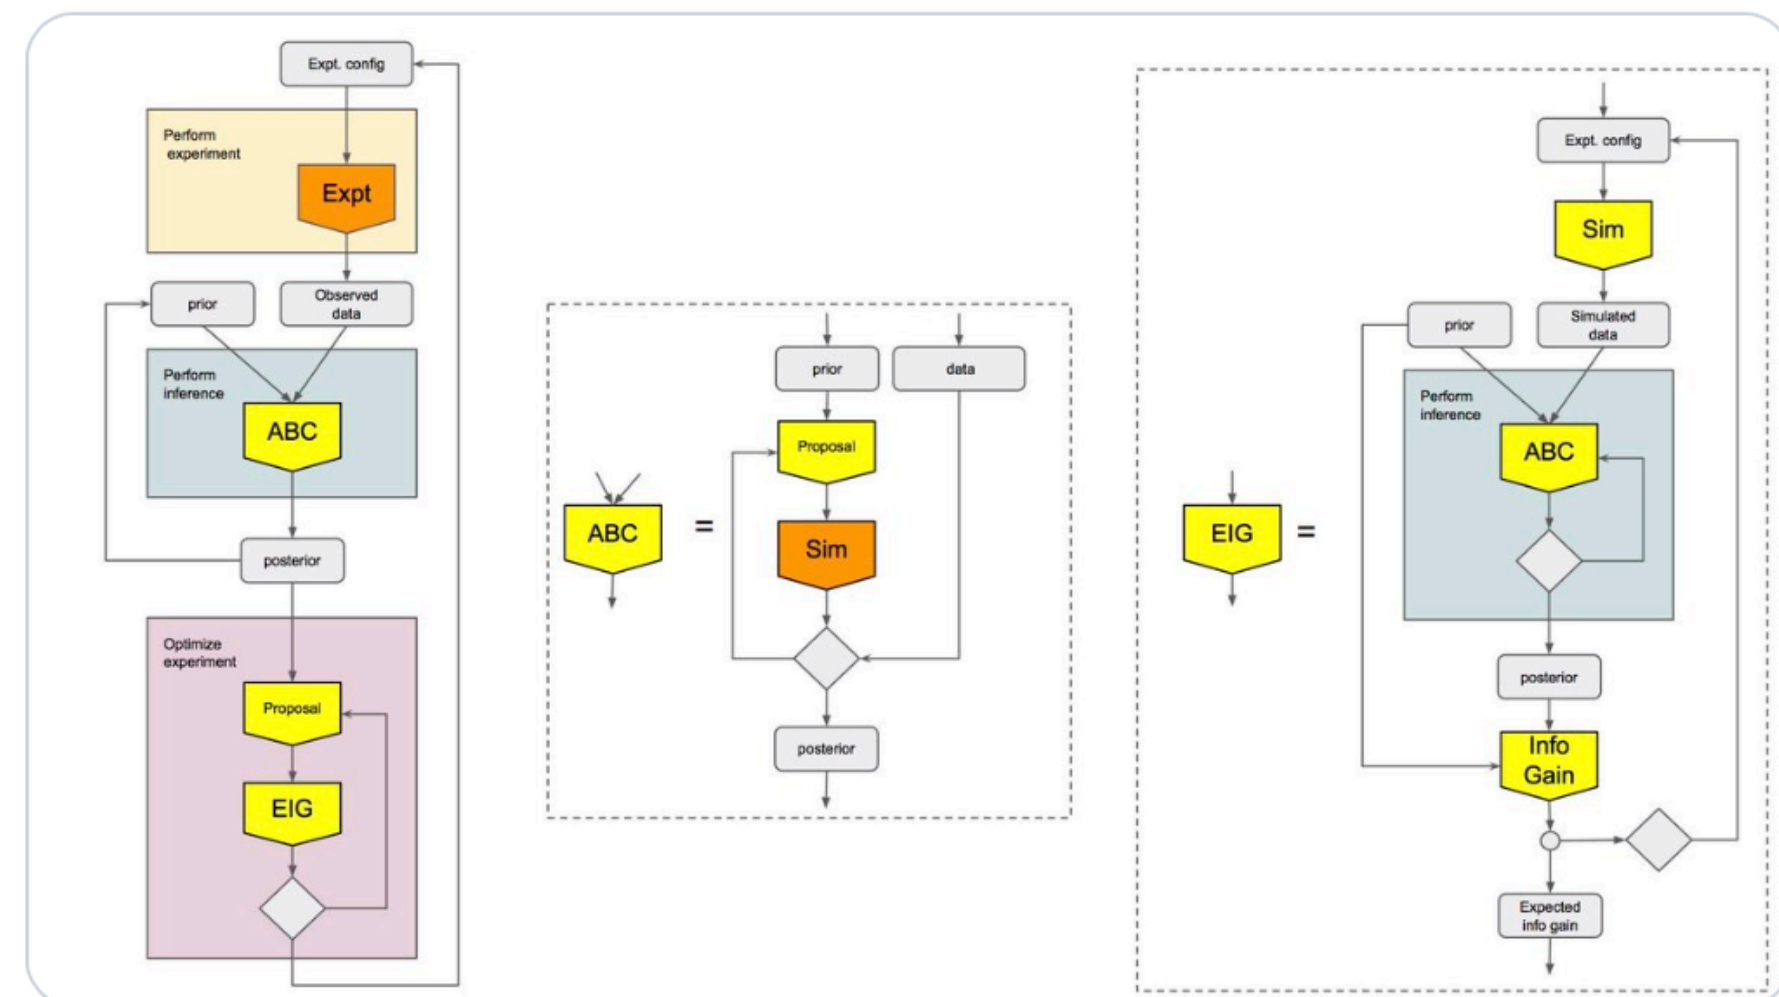 Expt. config
Perform
experiment
Expt
prior
Observed
data
Perform
inference
ABC
posterior
Optimize
experiment
Proposal
EIG
ABC
=
prior
data
Proposal
Sim
posterior
EIG
=
Expt. config
Sim
prior
Simulated
data
Perform
inference
ABC
posterior
Info
Gain
Expected
info gain